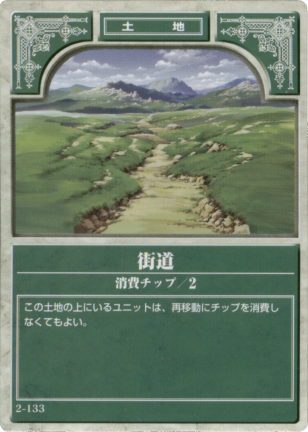 土　地
街道
消費チップ／2
この土地の上にいるユニットは、再移動にチップを消費し
なくてもよい。
2-133